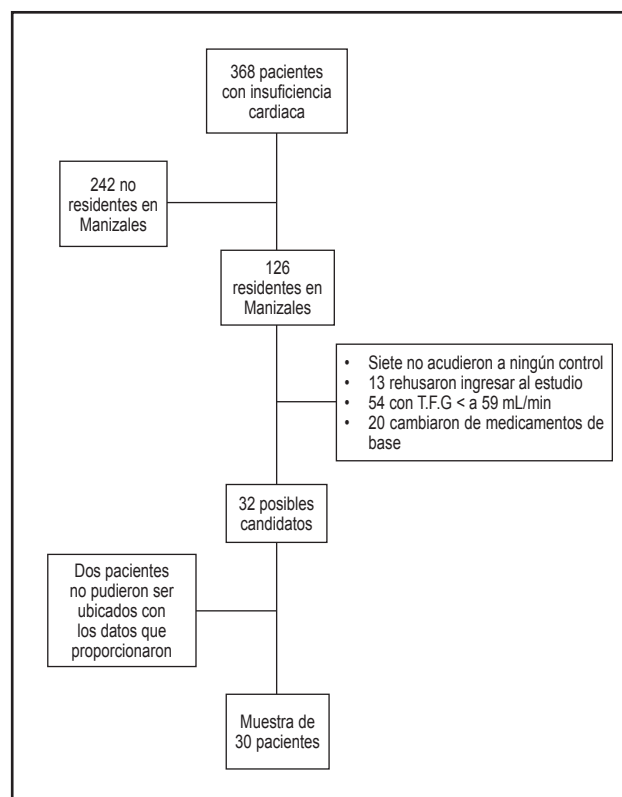 368 pacientes
con insuficiencia
cardiaca
242 no
residentes en
Manizales
126
residentes en
Manizales
• Siete no acudieron a ningún control
• 13 rehusaron ingresar al estudio
• 54 con T.F.G < a 59 mL/min
• 20 cambiaron de medicamentos de
base
32 posibles
candidatos
Dos pacientes
no pudieron ser
ubicados con
los datos que
proporcionaron
Muestra de
30 pacientes